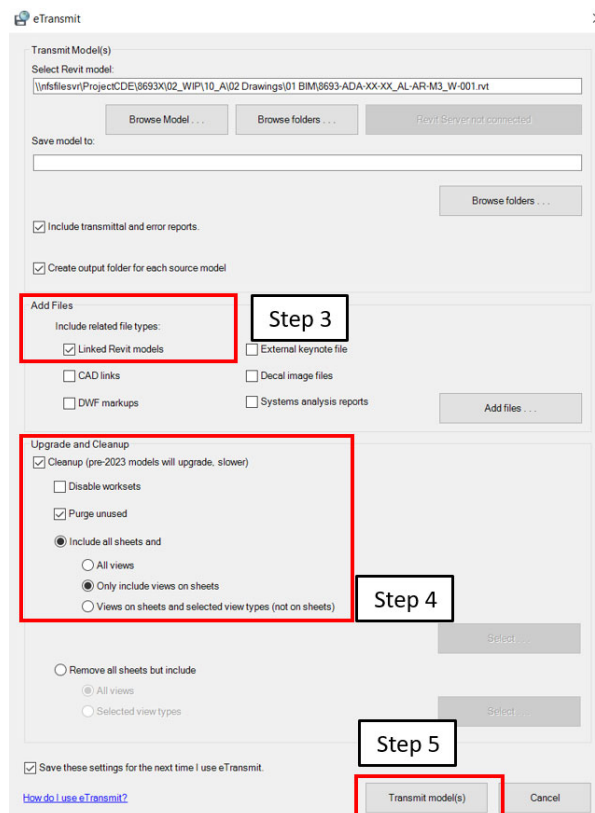 eTransmit
Transmit Model(s)
Select Revit model:
\\nfsfilesvr\ProjectCDE\8693X\02_WIP\10_A\02 Drawings\01 BIM\8693-ADA-XX-XX_AL-AR-M3_W-001.rvt
Browse Model . . . Browse folders . . . Revit Server not connected
Save model to:
Browse folders . . .
Include transmittal and error reports.
Create output folder for each source model
Add Files
Step 3
Include related file types:
Linked Revit models External keynote file
CAD links Decal image files
DWF markups Systems analysis reports Add files . . .
Upgrade and Cleanup
Cleanup (pre-2023 models will upgrade, slower)
Disable worksets
Purge unused
Include all sheets and
All views
Only include views on sheets
Views on sheets and selected view types (not on sheets)
Step 4
Select . . .
Remove all sheets but include
All views
Selected view types Select . . .
Step 5
Save these settings for the next time I use eTransmit.
How do I use eTransmit? Transmit model(s) Cancel